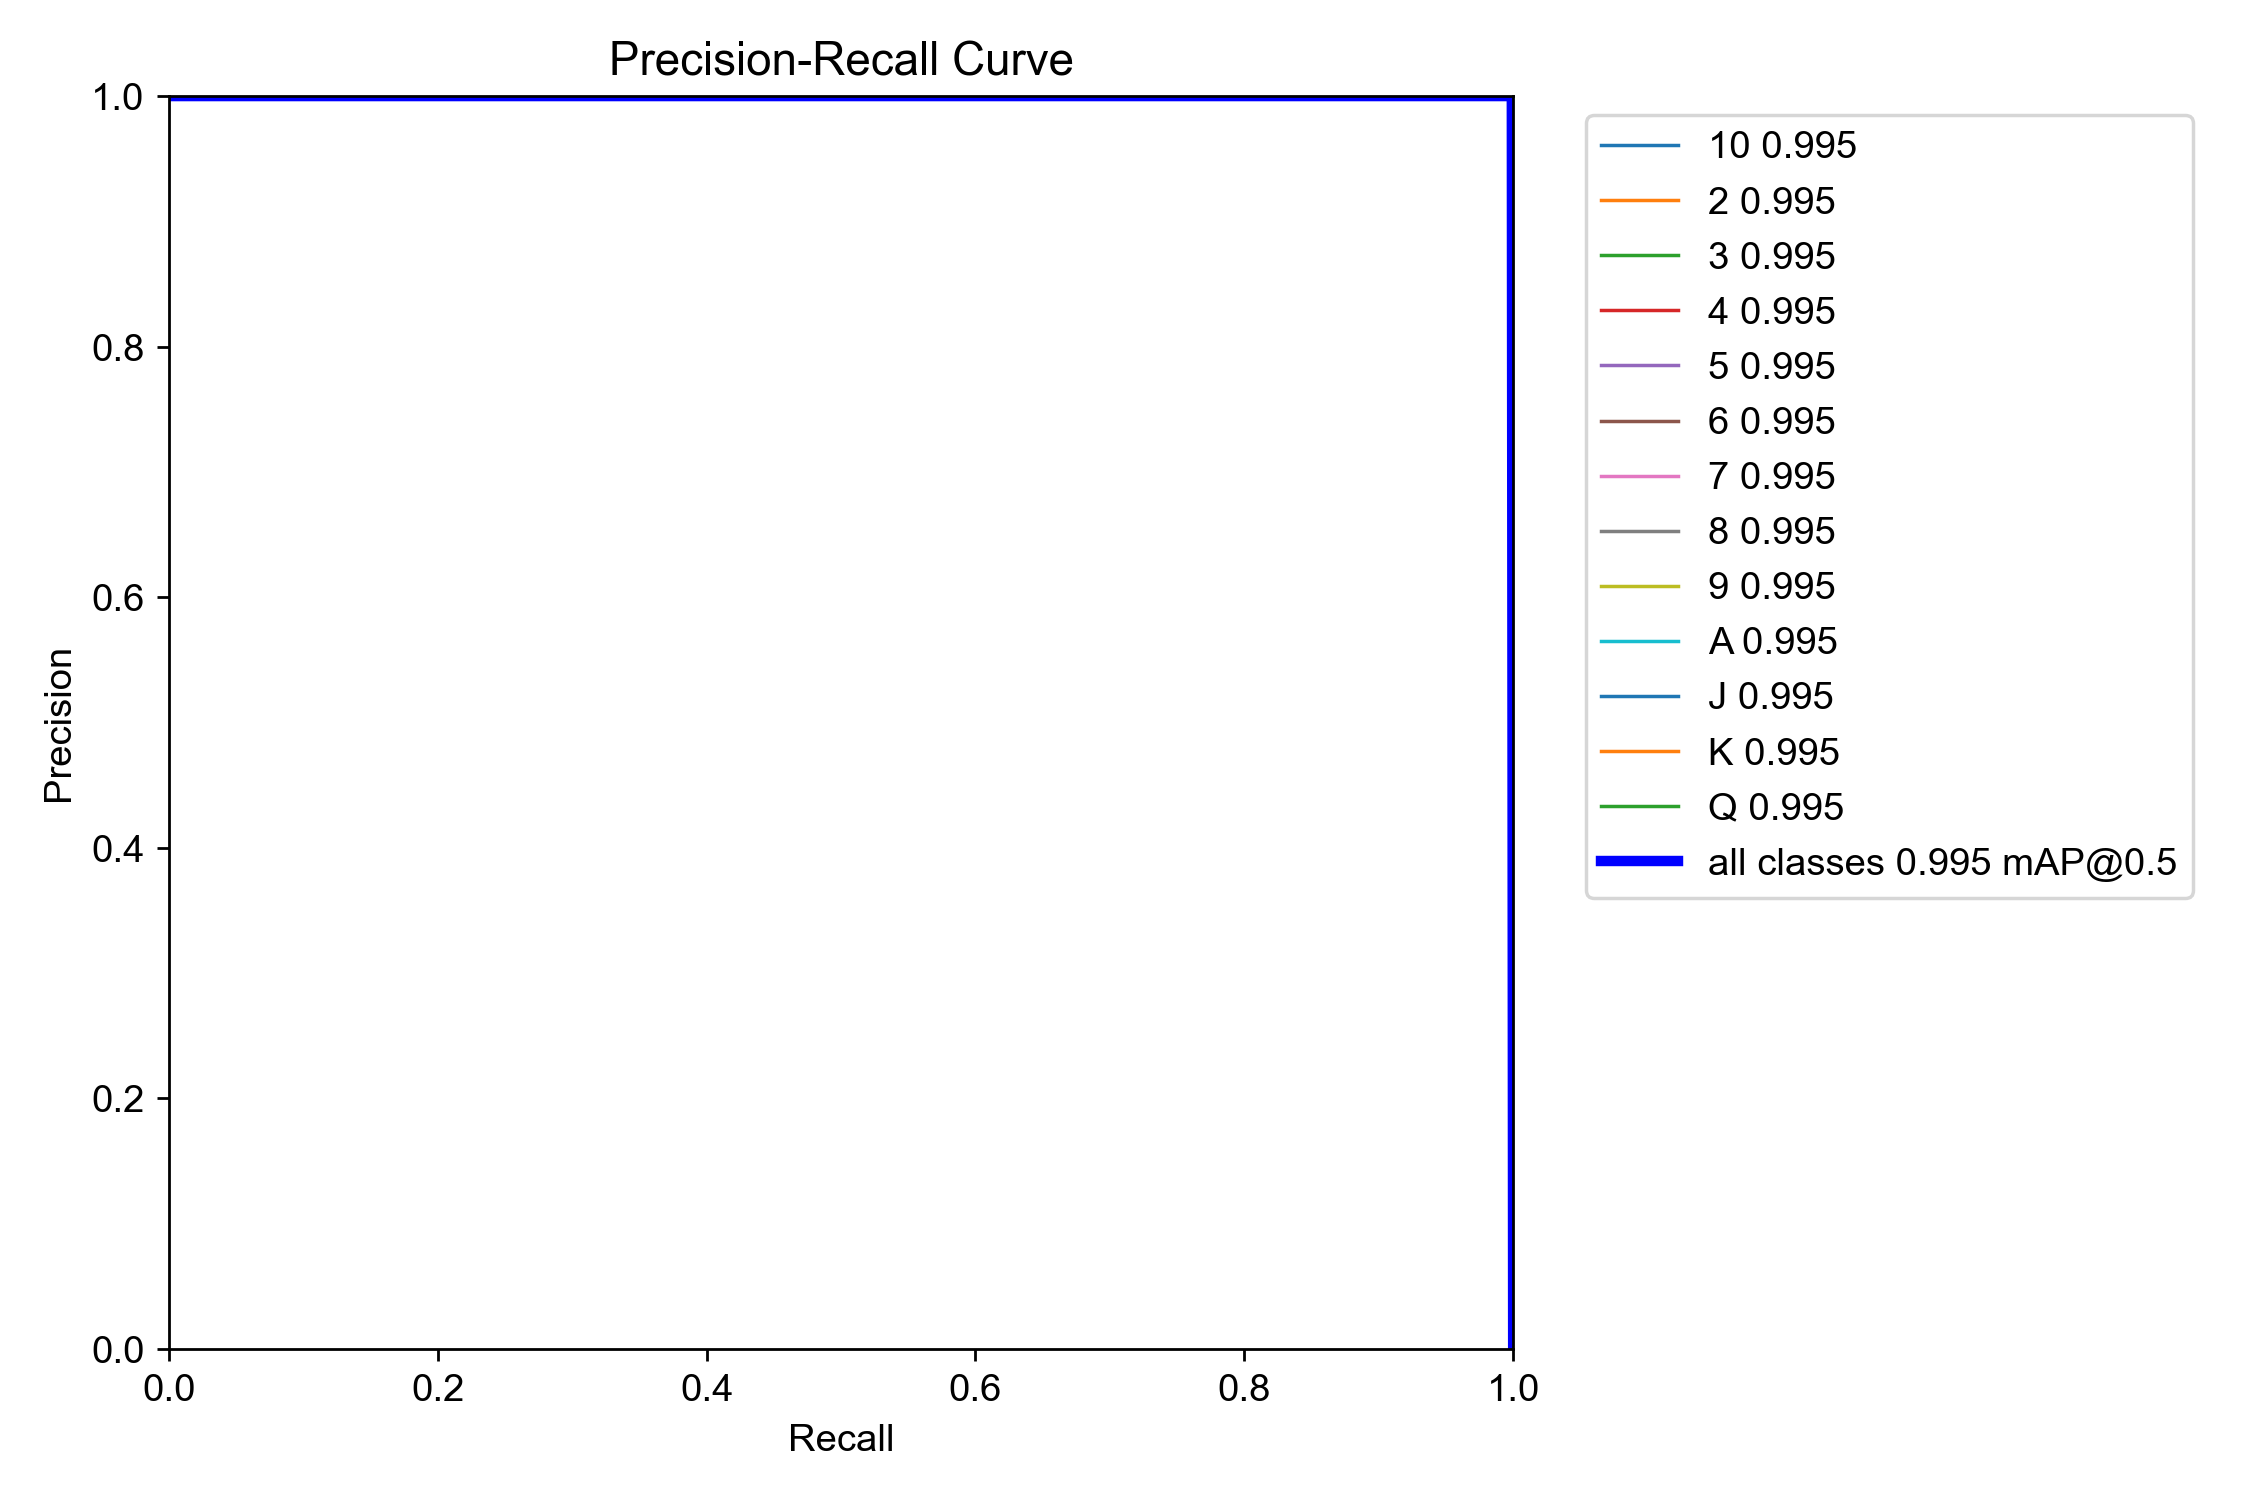 Precision-Recall Curve
1.0
0.8
0.6
0.4
0.2
0.0
Precision
0.0 0.2 0.4 0.6 0.8 1.0
Recall
10 0.995
2 0.995
3 0.995
4 0.995
5 0.995
6 0.995
7 0.995
8 0.995
9 0.995
A 0.995
J 0.995
K 0.995
Q 0.995
all classes 0.995 mAP@0.5